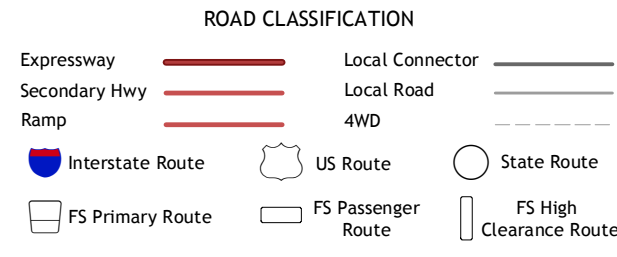 ROAD CLASSIFICATION
Expressway
Local Connector
Secondary Hwy
Local Road
Ramp
4WD
Interstate Route
US Route
State Route
FS Primary Route
FS Passenger
Route
FS High
Clearance Route